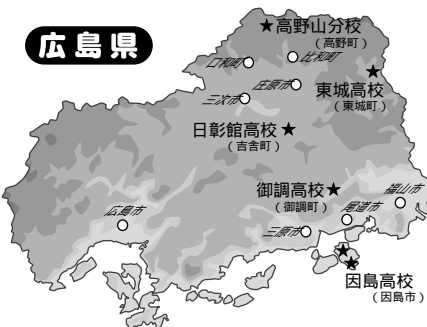 広島県
★高野山分校
(高野町)
口和町
比和町
東城高校
(東城町)
庄原市
三次市
日彰館高校★
(吉舎町)
御調高校★
(御調町)
福山市
尾道市
広島市
三原市
因島高校
(因島市)